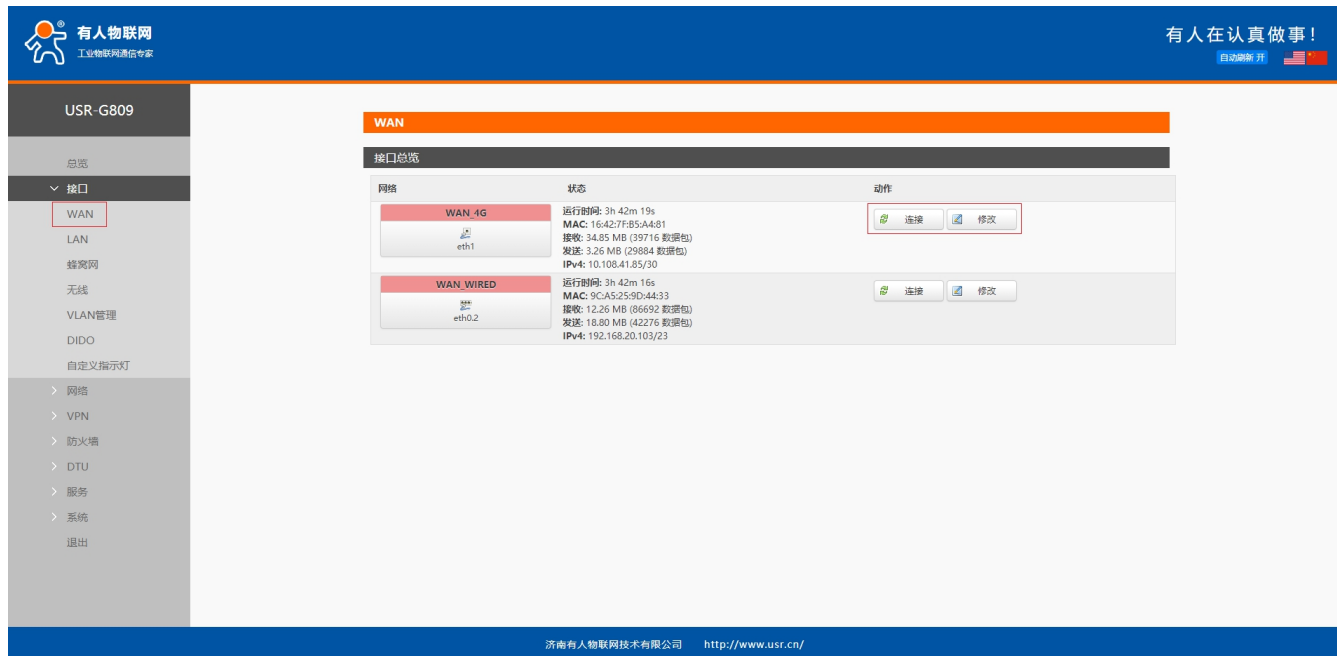 有人物联网
工业物联网通信专家
有人在认真做事!
自动刷新 开
USR-G809
总览
接口
WAN
LAN
蜂窝网
无线
VLAN管理
DIDO
自定义指示灯
网络
VPN
防火墙
DTU
服务
系统
退出
WAN
接口总览
网络 状态 动作
WAN_4G
eth1
运行时间: 3h 42m 19s
MAC: 16:42:7F:B5:A4:81
接收: 34.85 MB (39716 数据包)
发送: 3.26 MB (29884 数据包)
IPv4: 10.108.41.85/30
连接 修改
WAN_WIRED
eth0.2
运行时间: 3h 42m 16s
MAC: 9C:A5:25:9D:44:33
接收: 12.26 MB (86692 数据包)
发送: 18.80 MB (42276 数据包)
IPv4: 192.168.20.103/23
连接 修改
济南有人物联网技术有限公司 http://www.usr.cn/